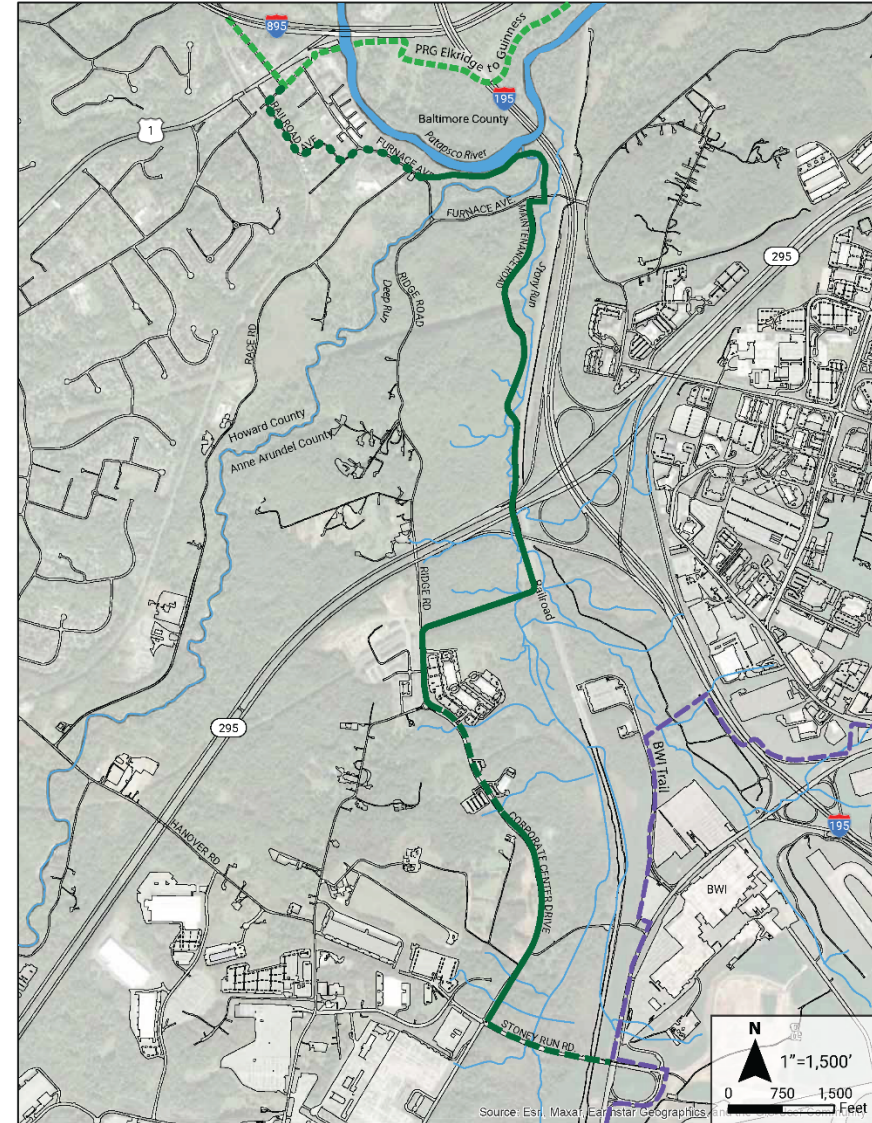 895
PRG Elkridge to Guinness
195
1
Baltimore County
RAILROAD AVE
Patapsco River
FURNACE AVE
FURNACE AVE
MAINTENANCE ROAD
295
Stony Run
RIDGE ROAD
Deep Run
RACE RD
Howard County
Anne Arundel County
RIDGE RD
Railroad
295
BWI Trail
HANOVER RD
CORPORATE CENTER DRIVE
195
BWI
STONEY RUN RD
N
1"=1,500'
0 750 1,500
Feet
Source: Esri, Maxar, Earthstar Geographics, and the